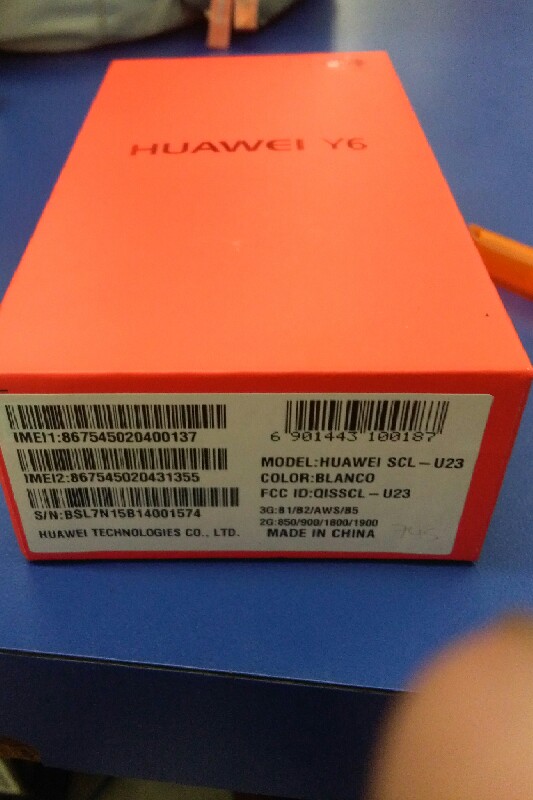 HUAWEI Y6
IMEI1:867545020400137
IMEI2:867545020431355
S/N:BSL7N15B14001574
HUAWEI TECHNOLOGIES CO., LTD.
6 901443 100187
MODEL:HUAWEI SCL-U23
COLOR:BLANCO
FCC ID:QISSCL-U23
3G:B1/B2/AWS/B5
2G:850/900/1800/1900
MADE IN CHINA